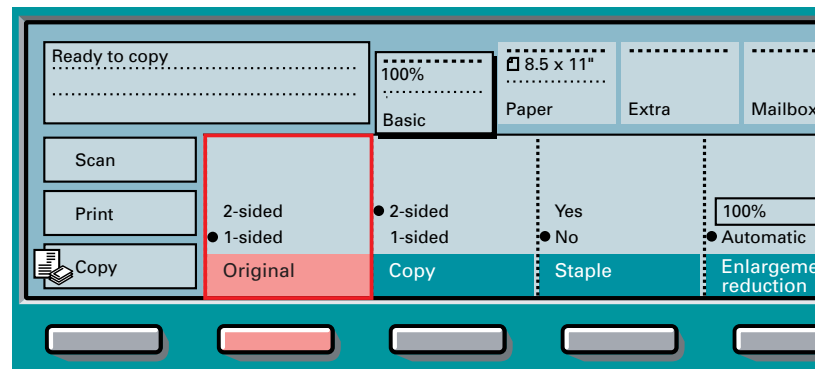 Ready to copy
100%
Basic
8.5 x 11"
Paper
Extra
Mailbox
Scan
Print
Copy
2-sided
1-sided
Original
2-sided
1-sided
Copy
Yes
No
Staple
100%
Automatic
Enlargeme
reduction